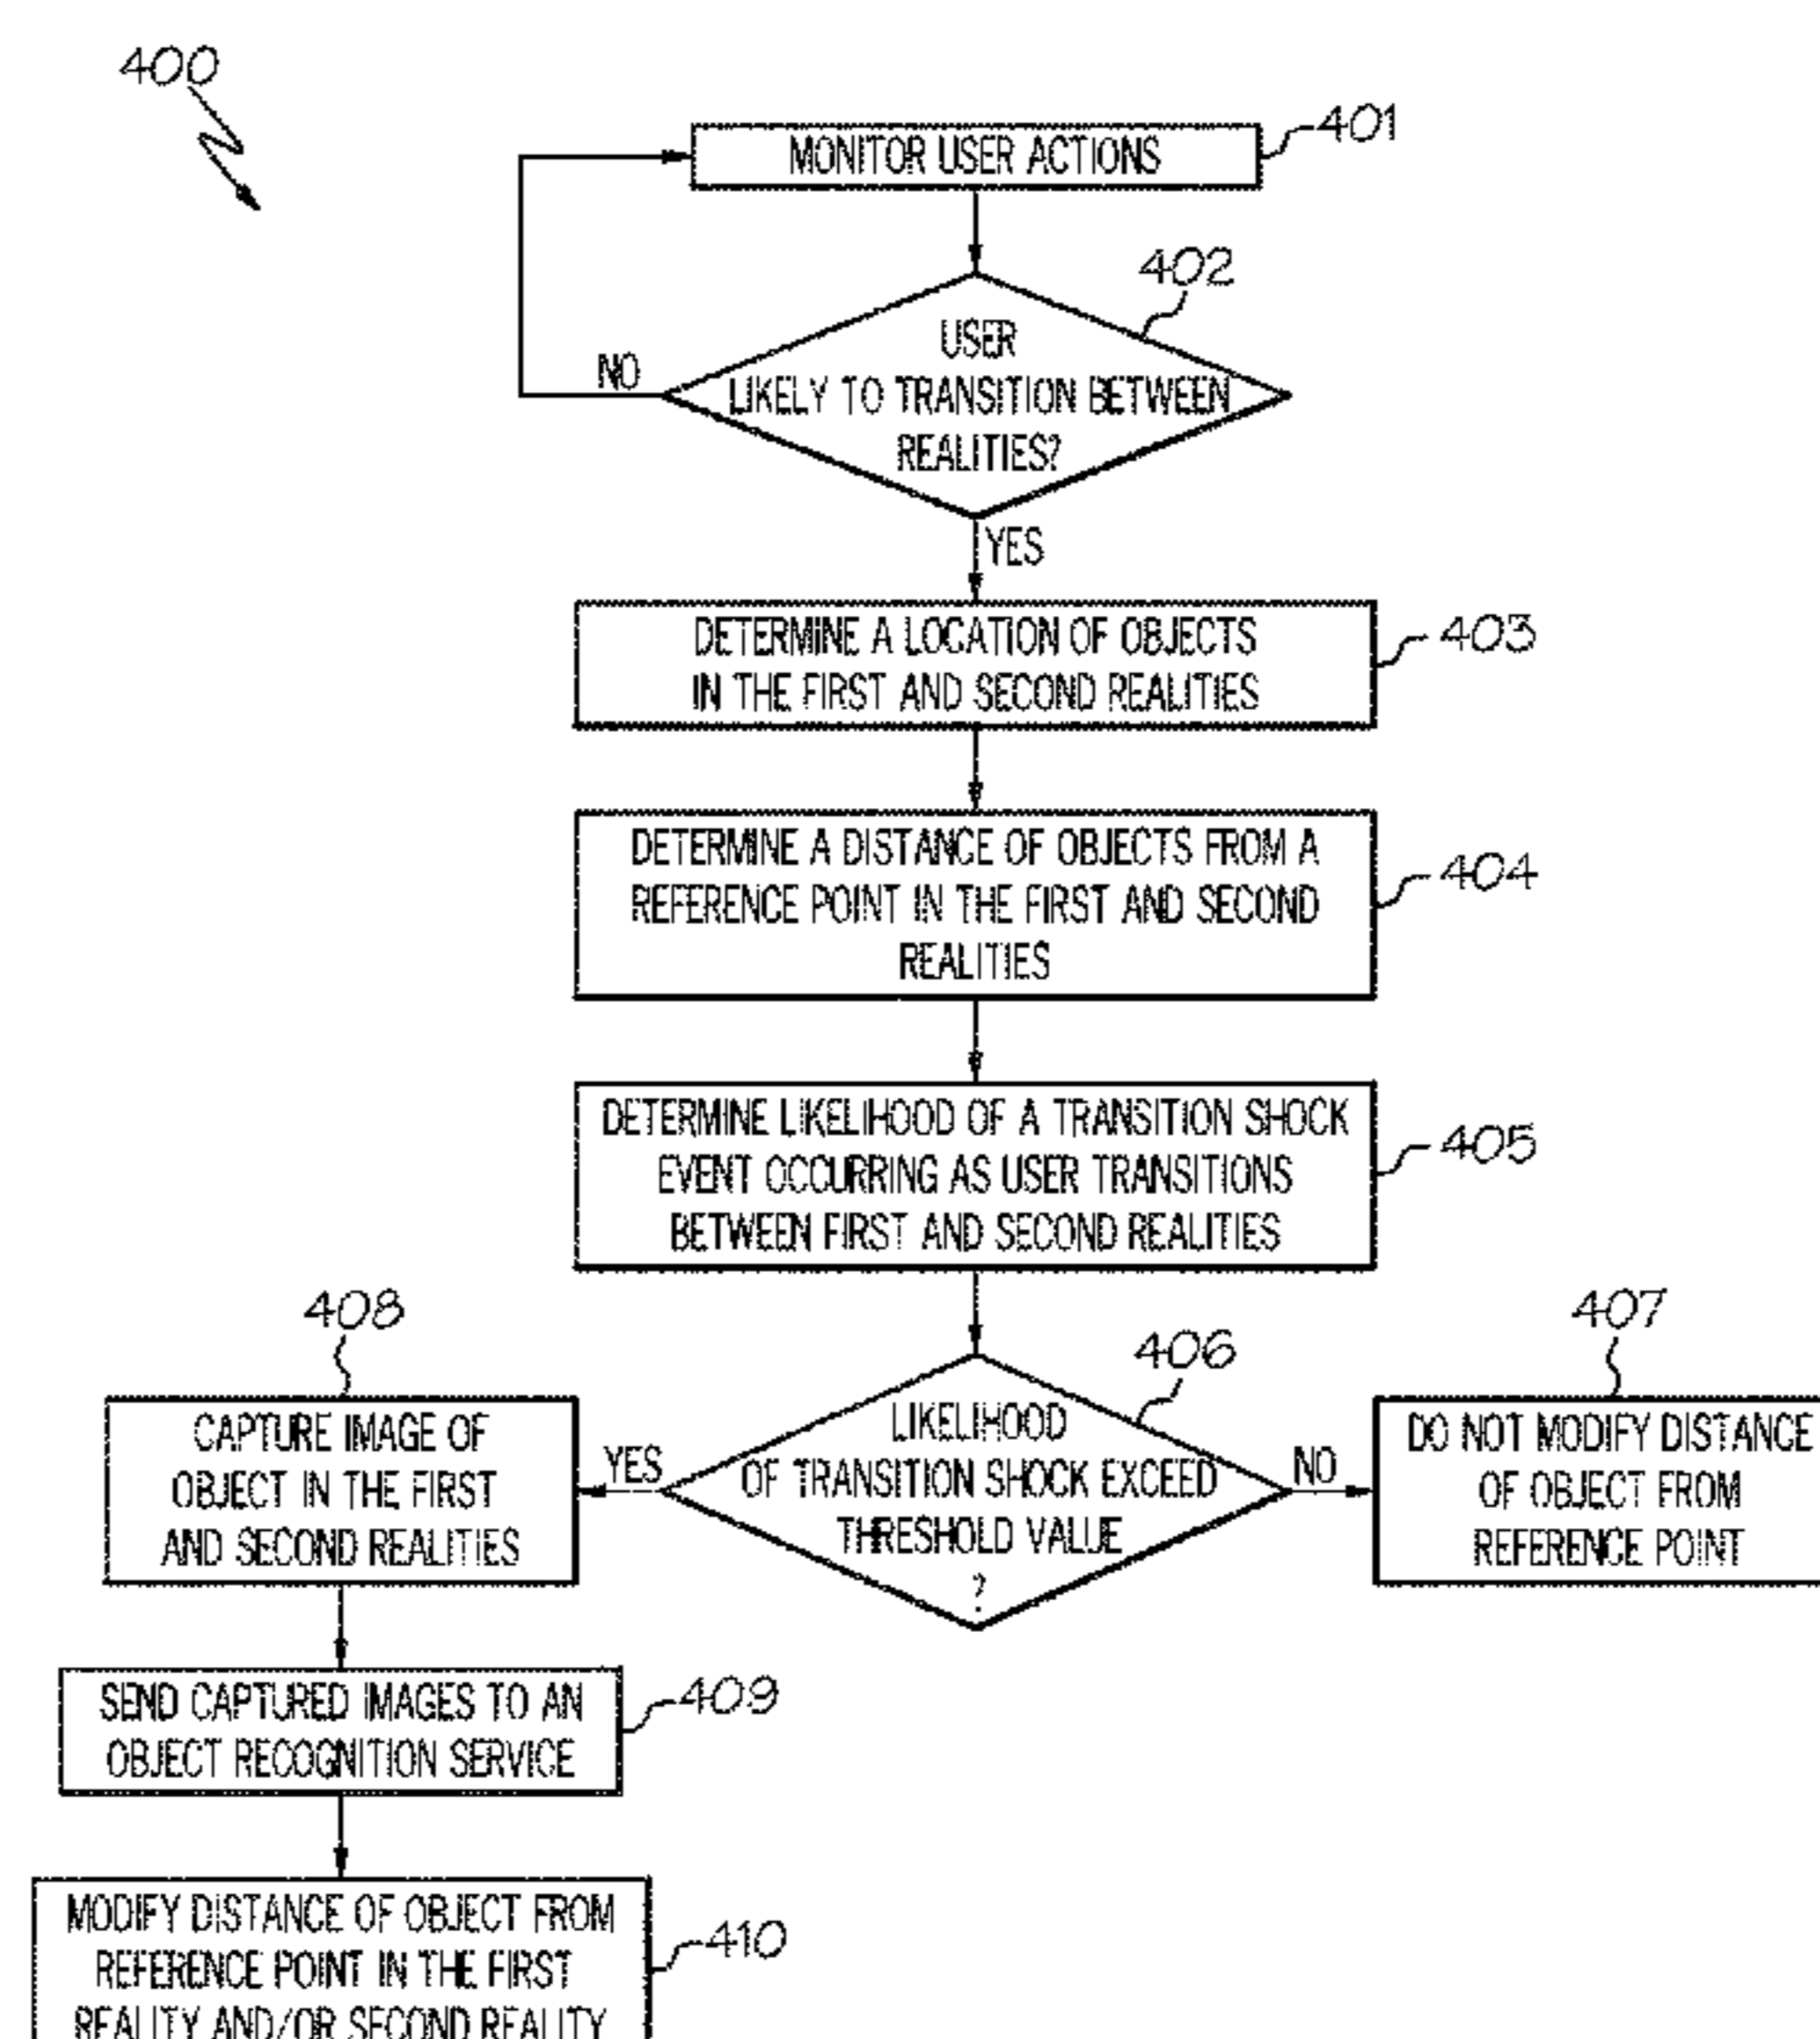 400
MONITOR USER ACTIONS
401
402
USER
LIKELY TO TRANSITION BETWEEN
REALITIES?
NO
YES
DETERMINE A LOCATION OF OBJECTS
IN THE FIRST AND SECOND REALITIES
403
DETERMINE A DISTANCE OF OBJECTS FROM A
REFERENCE POINT IN THE FIRST AND SECOND
REALITIES
404
DETERMINE LIKELIHOOD OF A TRANSITION SHOCK
EVENT OCCURRING AS USER TRANSITIONS
BETWEEN FIRST AND SECOND REALITIES
405
406
LIKELIHOOD
OF TRANSITION SHOCK EXCEED
THRESHOLD VALUE
?
NO
407
DO NOT MODIFY DISTANCE
OF OBJECT FROM
REFERENCE POINT
YES
408
CAPTURE IMAGE OF
OBJECT IN THE FIRST
AND SECOND REALITIES
SEND CAPTURED IMAGES TO AN
OBJECT RECOGNITION SERVICE
409
MODIFY DISTANCE OF OBJECT FROM
REFERENCE POINT IN THE FIRST
REALITY AND/OR SECOND REALITY
410